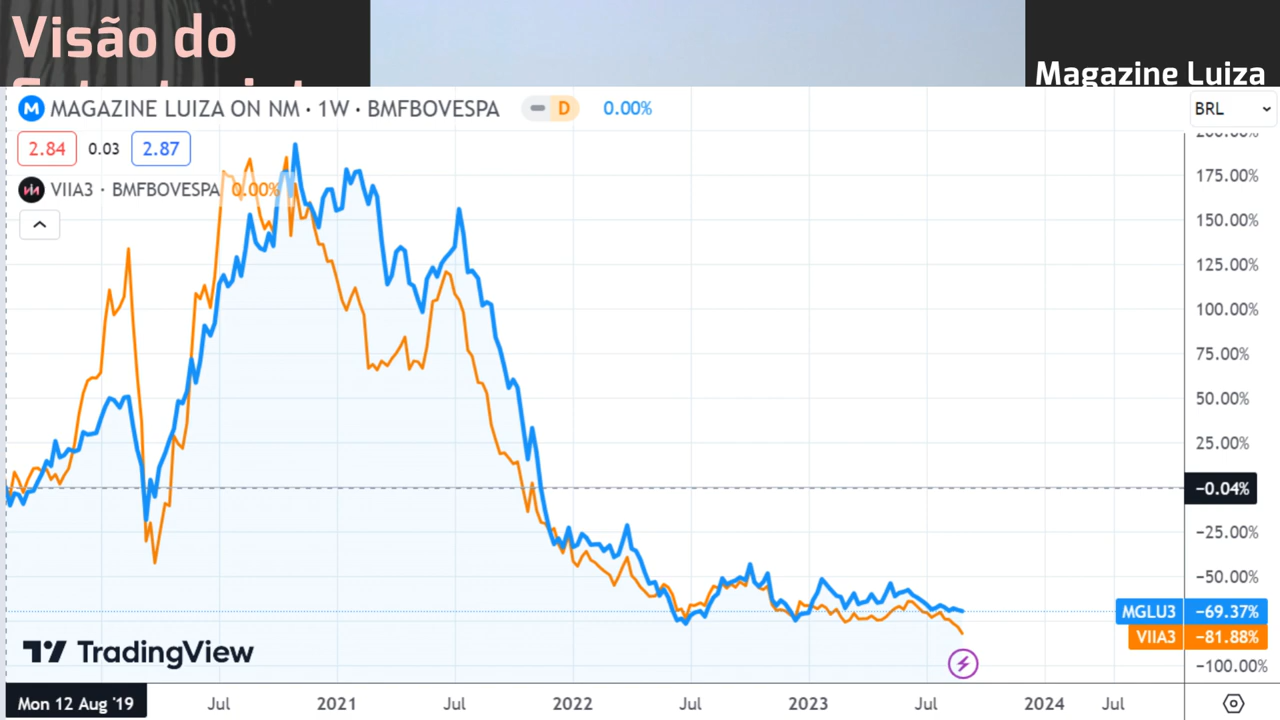 Visão do
Magazine Luiza
MAGAZINE LUIZA ON NM · 1W · BMFBOVESPA D 0.00% BRL
2.84 0.03 2.87
VIIA3 · BMFBOVESPA 0.00%
200.00%
175.00%
150.00%
125.00%
100.00%
75.00%
50.00%
25.00%
−0.04%
−25.00%
−50.00%
MGLU3 −69.37%
VIIA3 −81.88%
−100.00%
TradingView
Mon 12 Aug '19 Jul 2021 Jul 2022 Jul 2023 Jul 2024 Jul